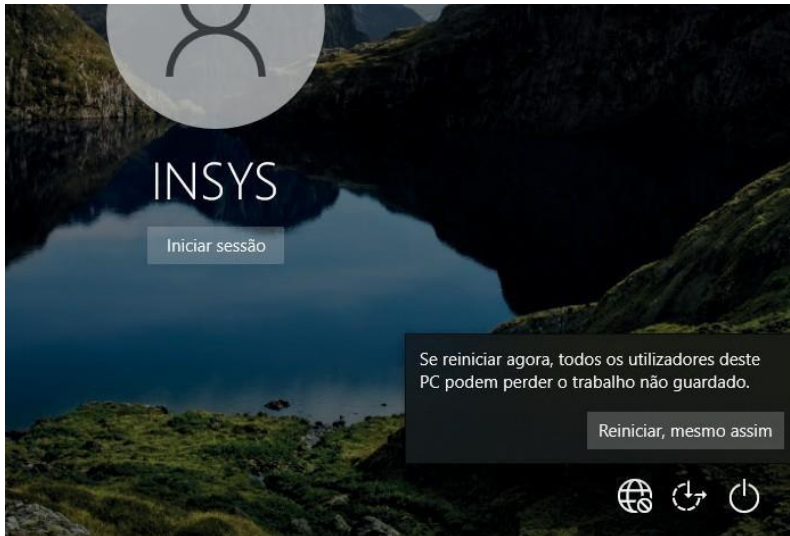 INSYS
Iniciar sessão
Se reiniciar agora, todos os utilizadores deste
PC podem perder o trabalho não guardado.
Reiniciar, mesmo assim